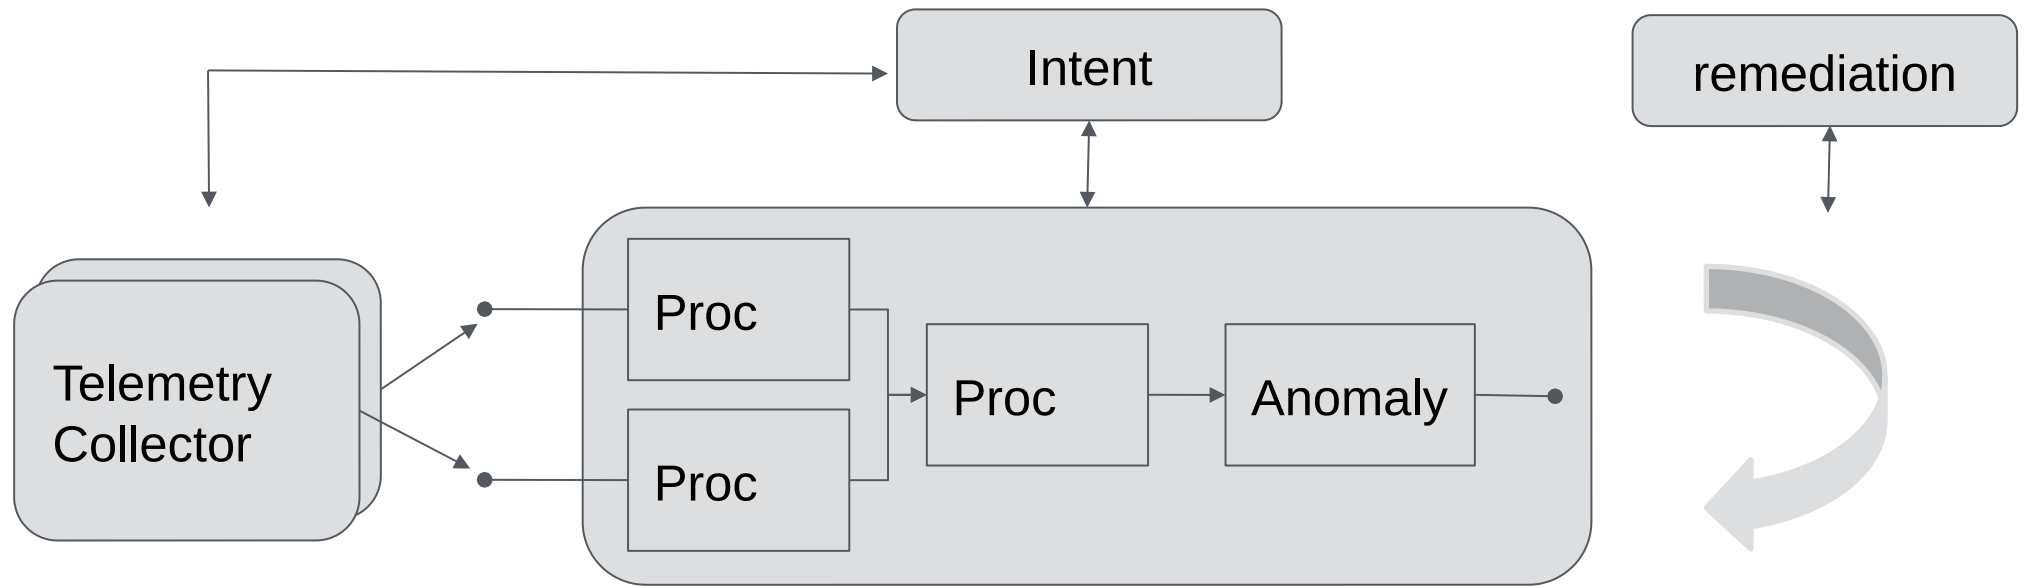 Intent
remediation
Telemetry
Collector
Proc
Proc
Proc
Anomaly